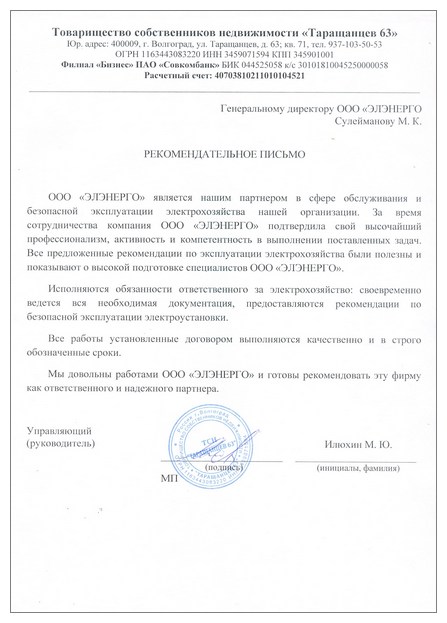 Товарищество собственников недвижимости «Таращанцев 63»
Юр. адрес: 400009, г. Волгоград, ул. Таращанцев, д. 63; кв. 71, тел. 937-103-50-53
ОГРН 1163443083220 ИНН 3459071594 КПП 345901001
Филиал «Бизнес» ПАО «Совкомбанк» БИК 044525058 к/с 30101810045250000058
Расчетный счет: 40703810211010104521
Генеральному директору ООО «ЭЛЭНЕРГО
Сулейманову М. К.
РЕКОМЕНДАТЕЛЬНОЕ ПИСЬМО
ООО «ЭЛЭНЕРГО» является нашим партнером в сфере обслуживания и
безопасной эксплуатации электрохозяйства нашей организации. За время
сотрудничества компания ООО «ЭЛЭНЕРГО» подтвердила свой высочайший
профессионализм, активность и компетентность в выполнении поставленных задач.
Все предложенные рекомендации по эксплуатации электрохозяйства были полезны и
показывают о высокой подготовке специалистов ООО «ЭЛЭНЕРГО».
Исполняются обязанности ответственного за электрохозяйство: своевременно
ведется вся необходимая документация, предоставляются рекомендации по
безопасной эксплуатации электроустановки.
Все работы установленные договором выполняются качественно и в строго
обозначенные сроки.
Мы довольны работами ООО «ЭЛЭНЕРГО» и готовы рекомендовать эту фирму
как ответственного и надежного партнера.
Управляющий
(руководитель)
ТСН
"ТАРАЩАНЦЕВ 63"
Илюхин М. Ю.
(подпись)
(инициалы, фамилия)
МП